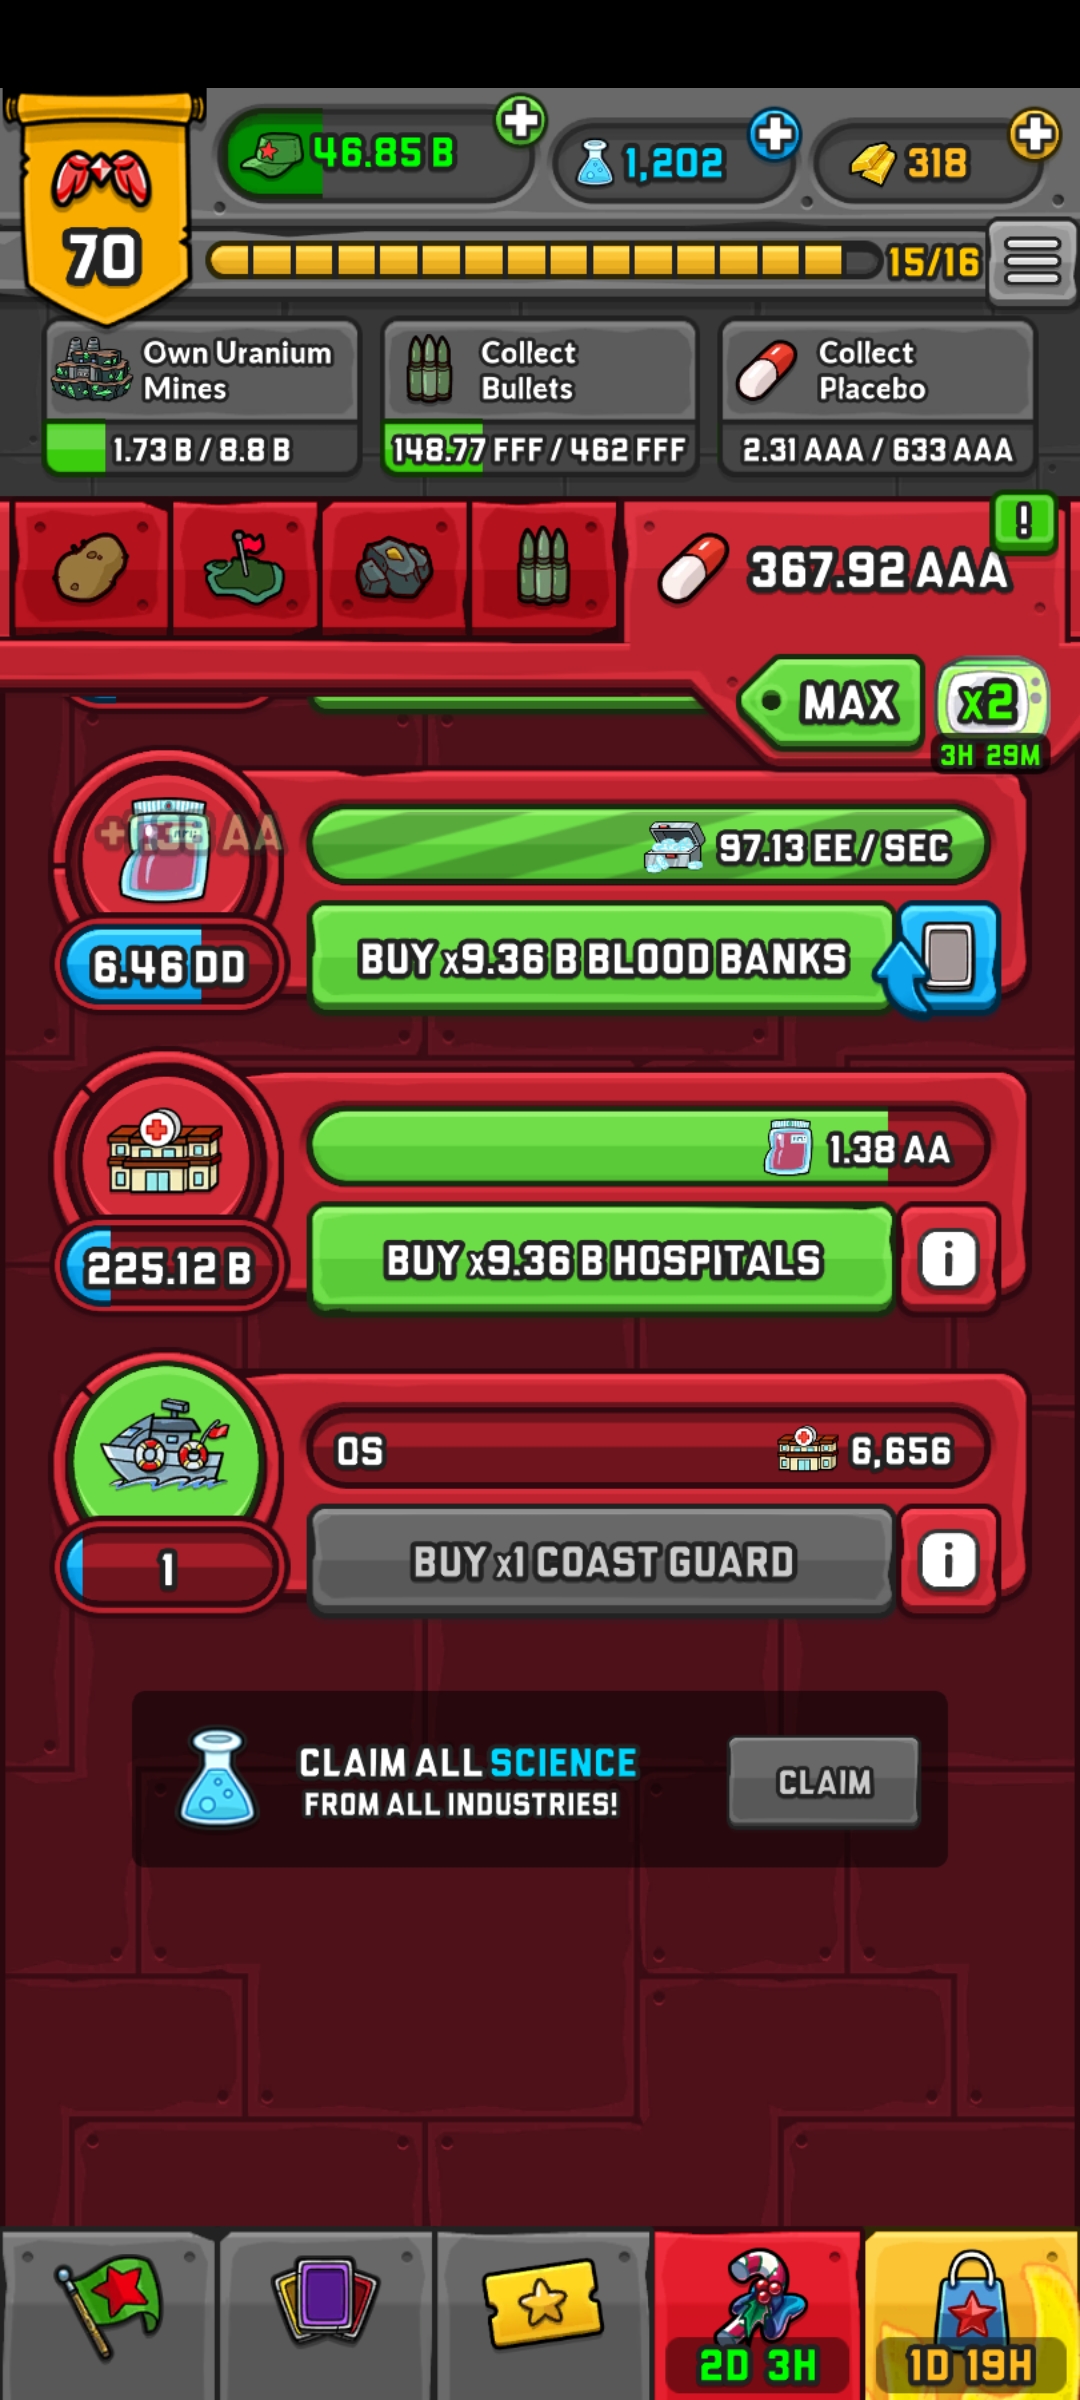 46.85 B
1,202
318
70
15/16
Own Uranium
Mines
1.73 B / 8.8 B
Collect
Bullets
148.77 FFF / 462 FFF
Collect
Placebo
2.31 AAA / 633 AAA
!
367.92 AAA
MAX
x2
3H 29M
+1.38 AA
97.13 EE / SEC
6.46 DD
BUY x9.36 B BLOOD BANKS
1.38 AA
225.12 B
BUY x9.36 B HOSPITALS
i
0S
6,656
1
BUY x1 COAST GUARD
i
CLAIM ALL SCIENCE
FROM ALL INDUSTRIES!
CLAIM
2D 3H
1D 19H